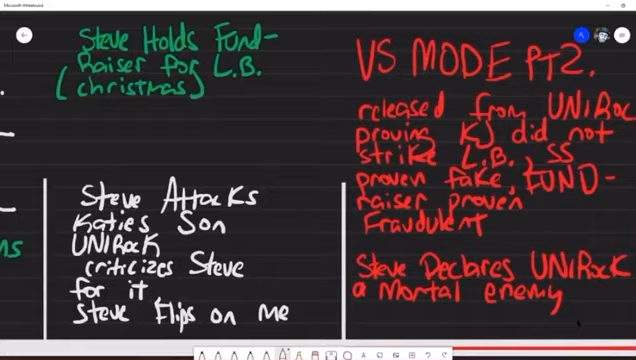 Microsoft Whiteboard
Steve Holds Fund-
Raiser for L.B.
(christmas)
Steve Attacks
Katies Son
UNIROCK
criticizes Steve
for it
Steve Flips on me
ns
VS MODE PT2.
released from UNIRoc
proving KJ did not
strike L.B., SS
proven fake, FUND-
raiser proven
Fraudulent
Steve Declares UNIRock
a Mortal enemy